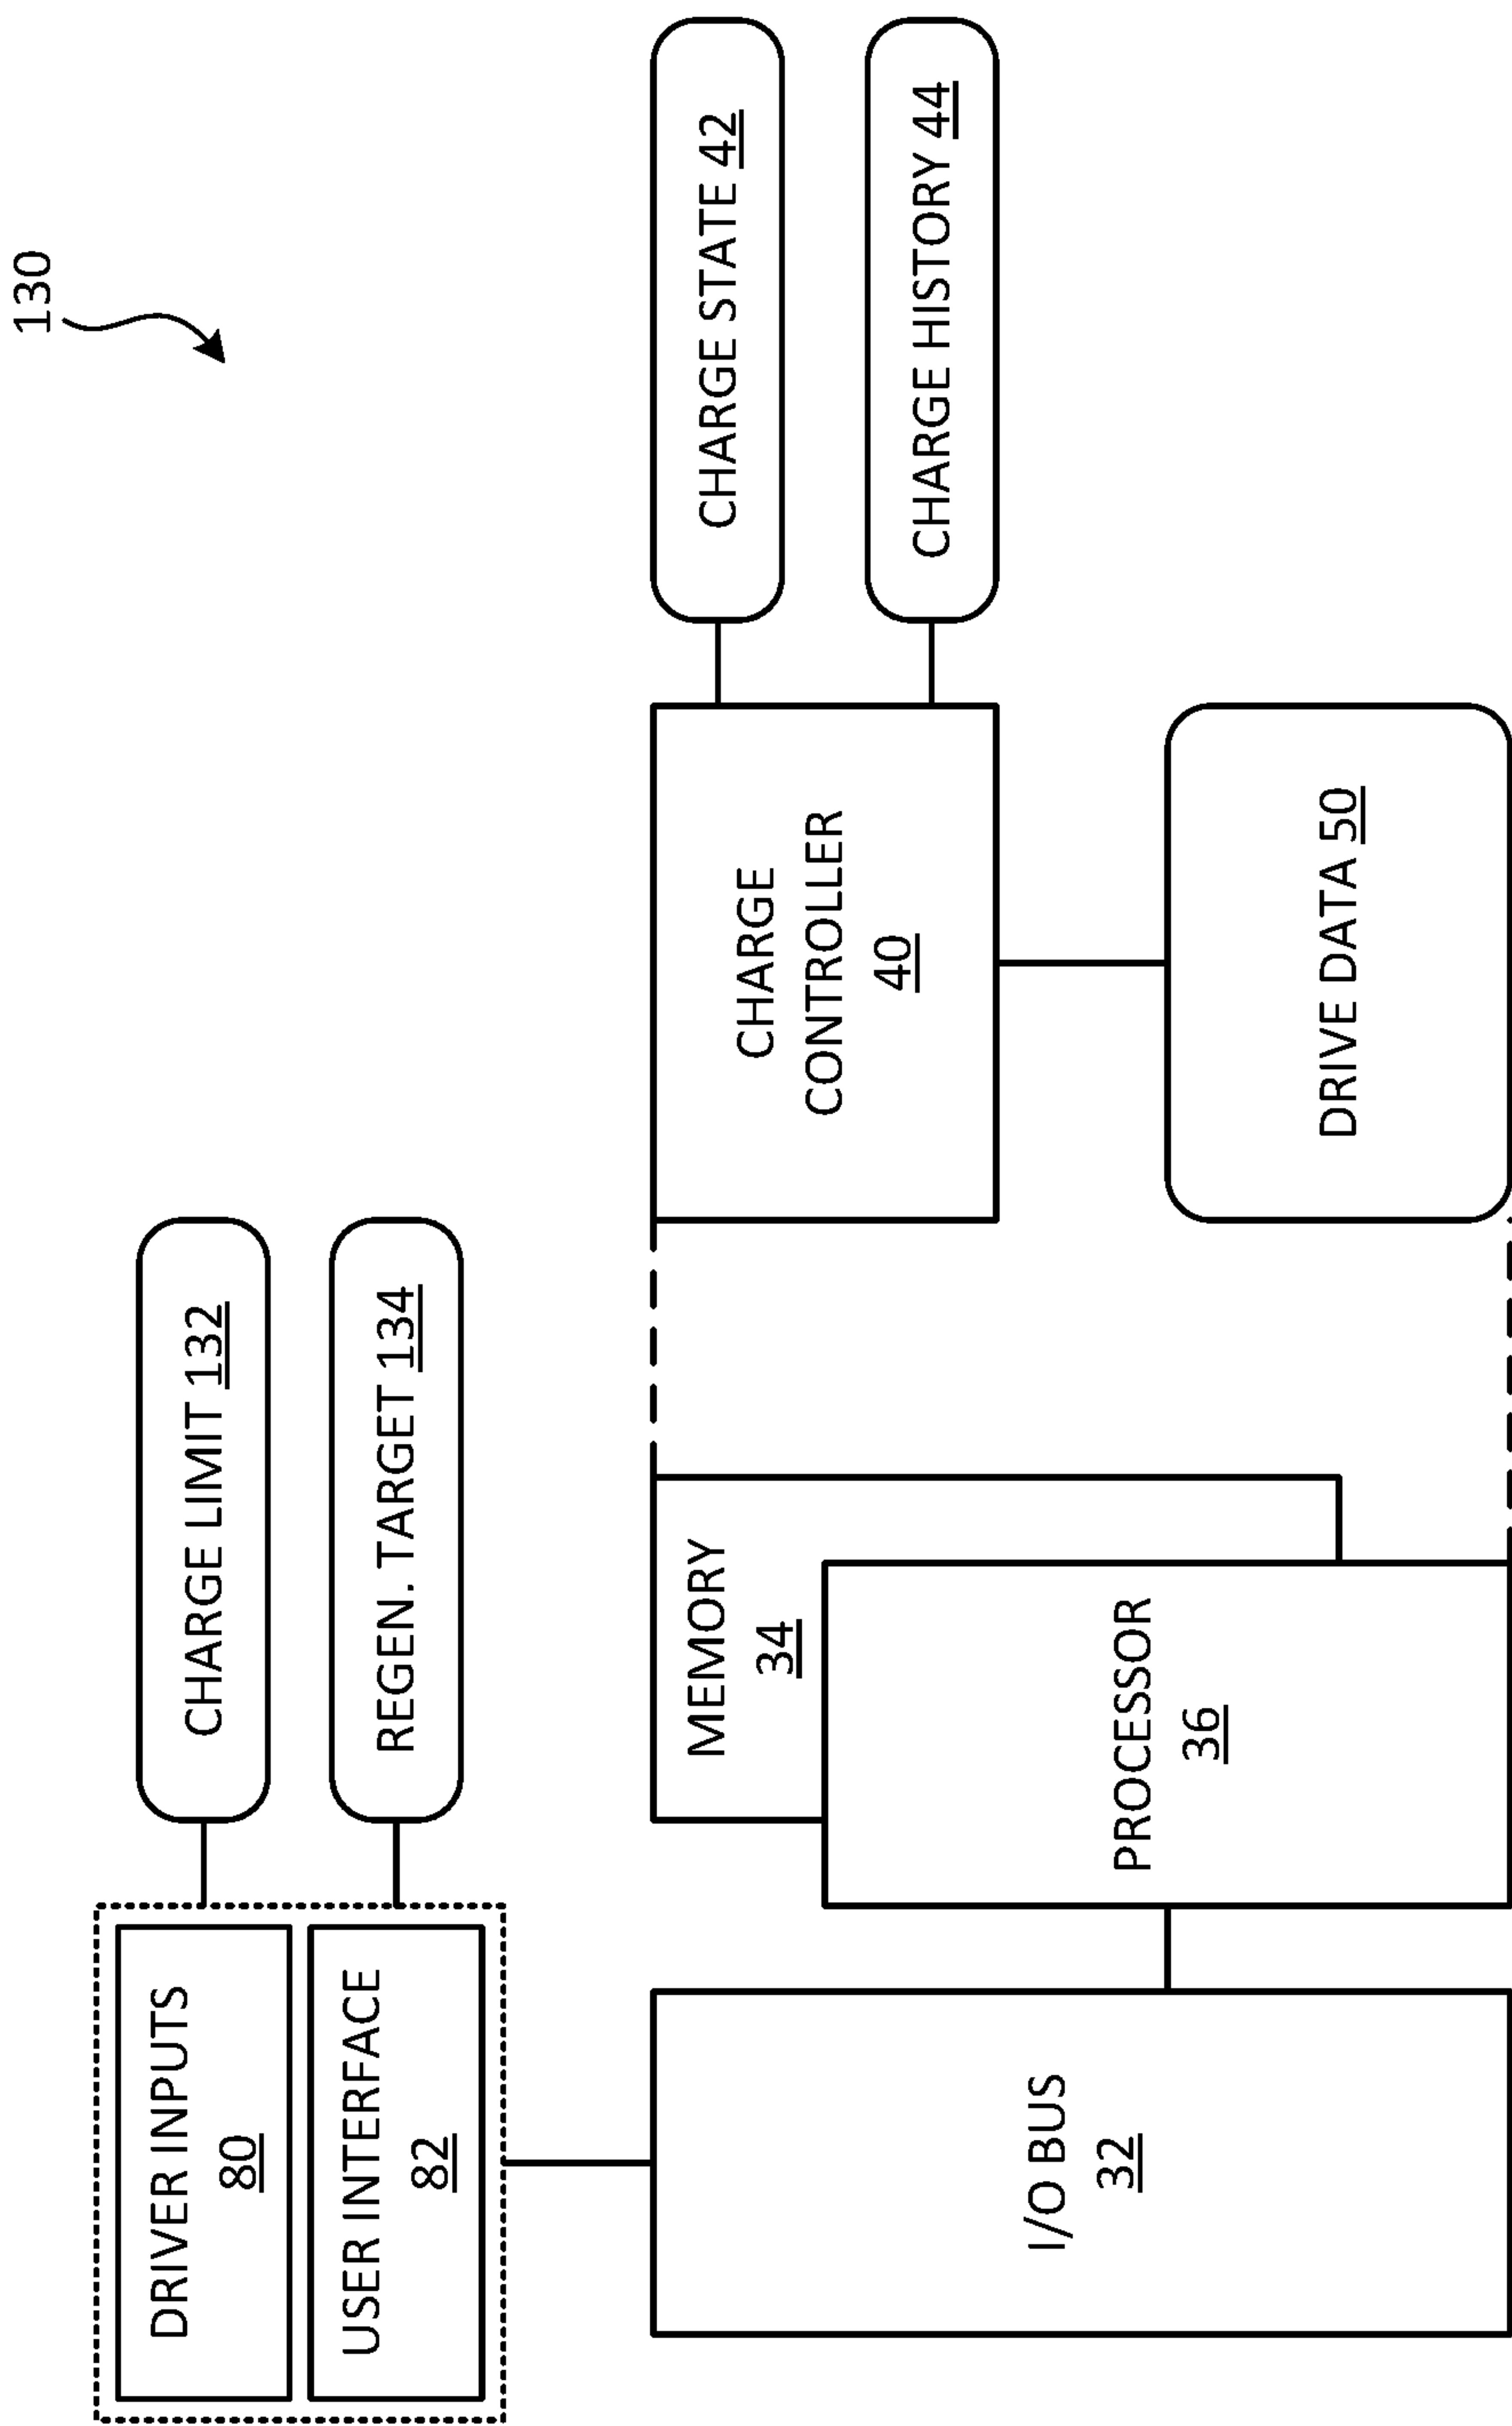 130
DRIVER INPUTS
80
CHARGE LIMIT 132
USER INTERFACE
82
REGEN. TARGET 134
I/O BUS
32
MEMORY
34
PROCESSOR
36
CHARGE
CONTROLLER
40
CHARGE STATE 42
CHARGE HISTORY 44
DRIVE DATA 50